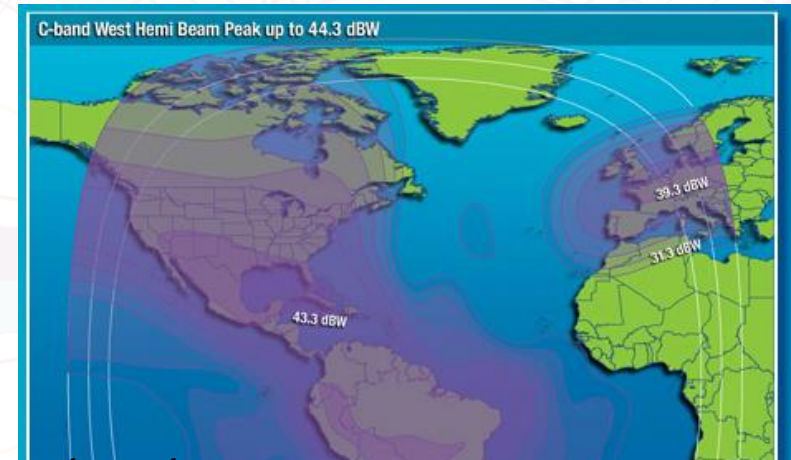 C-band West Hemi Beam Peak up to 44.3 dBW
39.3 dBW
31.3 dBW
43.3 dBW